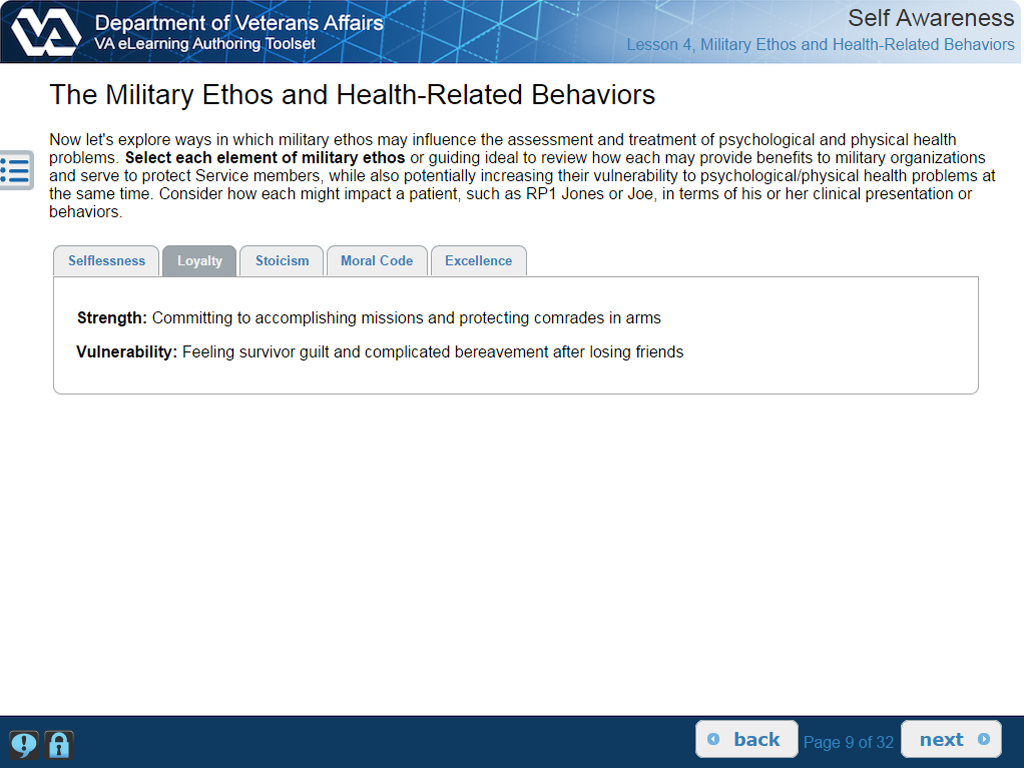 VA
Department of Veterans Affairs
VA eLearning Authoring Toolset
Self Awareness
Lesson 4, Military Ethos and Health-Related Behaviors
The Military Ethos and Health-Related Behaviors
Now let's explore ways in which military ethos may influence the assessment and treatment of psychological and physical health
problems. Select each element of military ethos or guiding ideal to review how each may provide benefits to military organizations
and serve to protect Service members, while also potentially increasing their vulnerability to psychological/physical health problems at
the same time. Consider how each might impact a patient, such as RP1 Jones or Joe, in terms of his or her clinical presentation or
behaviors.
Selflessness Loyalty Stoicism Moral Code Excellence
Strength: Committing to accomplishing missions and protecting comrades in arms
Vulnerability: Feeling survivor guilt and complicated bereavement after losing friends
back Page 9 of 32 next